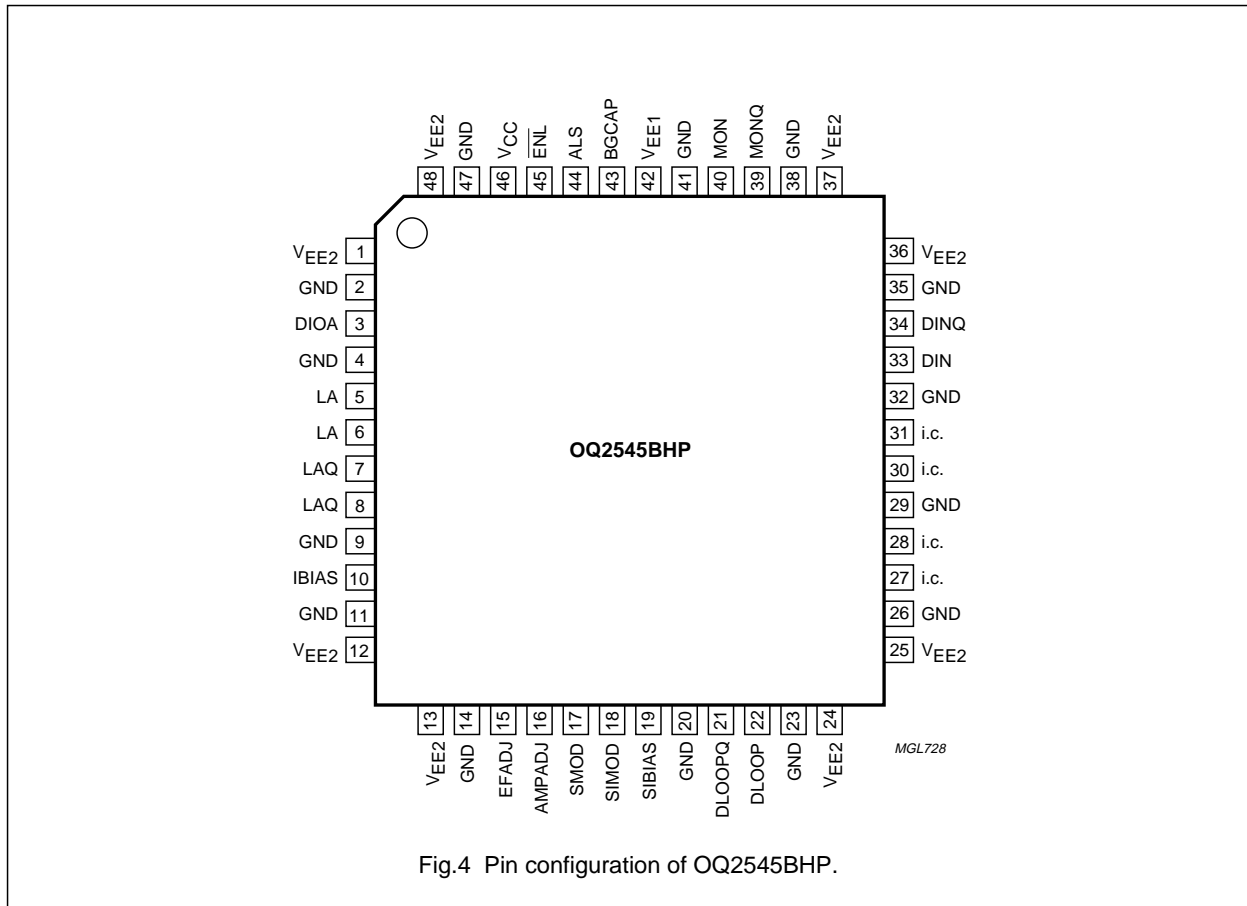 VEE2
GND
VCC
ENL
ALS
BGCAP
VEE1
GND
MON
MONQ
GND
VEE2
48
47
46
45
44
43
42
41
40
39
38
37
VEE2 1
GND 2
DIOA 3
GND 4
LA 5
LA 6
LAQ 7
LAQ 8
GND 9
IBIAS 10
GND 11
VEE2 12
OQ2545BHP
36 VEE2
35 GND
34 DINQ
33 DIN
32 GND
31 i.c.
30 i.c.
29 GND
28 i.c.
27 i.c.
26 GND
25 VEE2
13
14
15
16
17
18
19
20
21
22
23
24
VEE2
GND
EFADJ
AMPADJ
SMOD
SIMOD
SIBIAS
GND
DLOOPQ
DLOOP
GND
VEE2
MGL728
Fig.4 Pin configuration of OQ2545BHP.